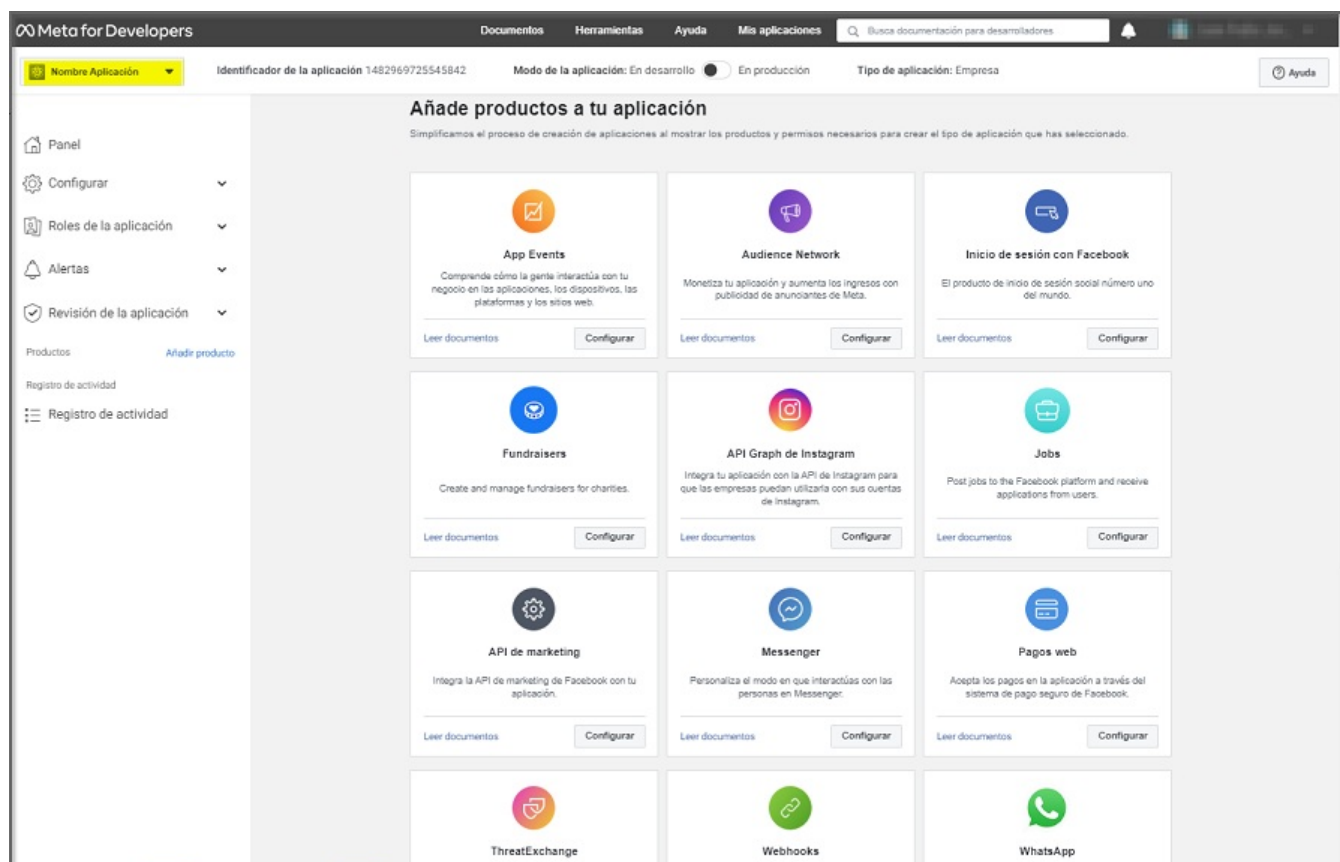 Meta for Developers
Documentos Herramientas Ayuda Mis aplicaciones Busca documentación para desarrolladores
Nombre Aplicación Identificador de la aplicación 1482969725545842 Modo de la aplicación: En desarrollo En producción Tipo de aplicación: Empresa Ayuda
Panel
Configurar
Roles de la aplicación
Alertas
Revisión de la aplicación
Productos Añadir producto
Registro de actividad
Registro de actividad
Añade productos a tu aplicación
Simplificamos el proceso de creación de aplicaciones al mostrar los productos y permisos necesarios para crear el tipo de aplicación que has seleccionado.
App Events
Comprende cómo la gente interactúa con tu
negocio en las aplicaciones, los dispositivos, las
plataformas y los sitios web.
Leer documentos Configurar
Audience Network
Monetiza tu aplicación y aumenta los ingresos con
publicidad de anunciantes de Meta.
Leer documentos Configurar
Inicio de sesión con Facebook
El producto de inicio de sesión social número uno
del mundo.
Leer documentos Configurar
Fundraisers
Create and manage fundraisers for charities.
Leer documentos Configurar
API Graph de Instagram
Integra tu aplicación con la API de Instagram para
que las empresas puedan utilizarla con sus cuentas
de Instagram.
Leer documentos Configurar
Jobs
Post jobs to the Facebook platform and receive
applications from users.
Leer documentos Configurar
API de marketing
Integra la API de marketing de Facebook con tu
aplicación.
Leer documentos Configurar
Messenger
Personaliza el modo en que interactúas con las
personas en Messenger.
Leer documentos Configurar
Pagos web
Acepta los pagos en la aplicación a través del
sistema de pago seguro de Facebook.
Leer documentos Configurar
ThreatExchange
Webhooks
WhatsApp